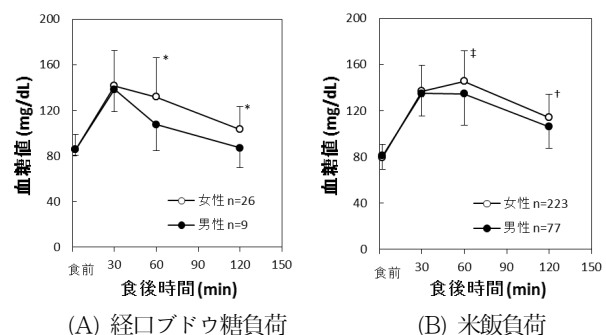 200
160
120
80
40
0
血糖値(mg/dL)
*
*
女性 n=26
男性 n=9
食前 30 60 90 120 150
食後時間(min)
(A) 経口ブドウ糖負荷
200
160
120
80
40
0
血糖値(mg/dL)
‡
†
女性 n=223
男性 n=77
食前 30 60 90 120 150
食後時間(min)
(B) 米飯負荷